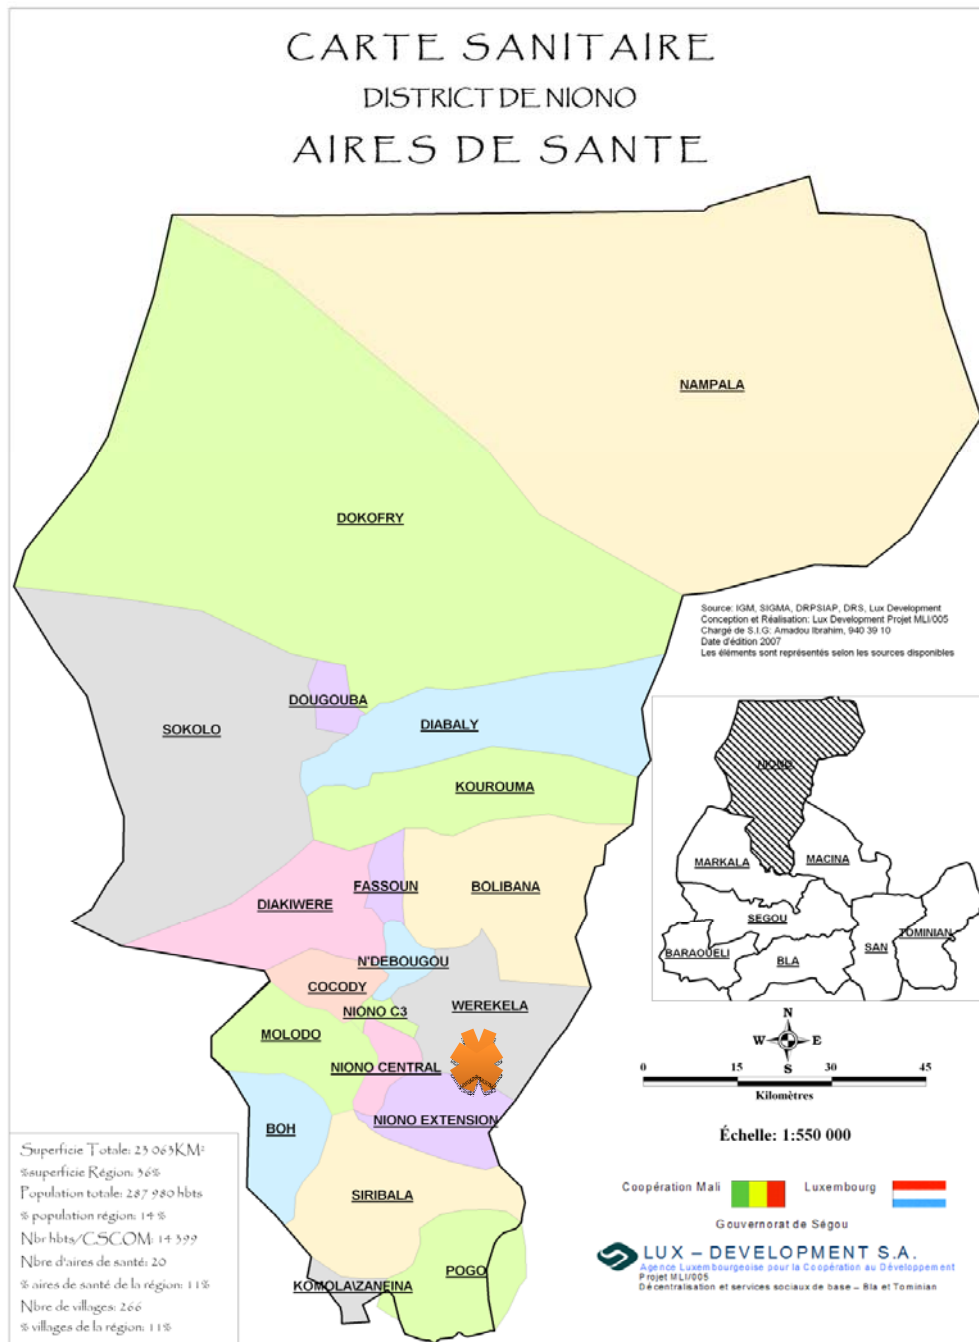 CARTE SANITAIRE
DISTRICT DE NIONO
AIRES DE SANTE
NAMPALA
DOKOFRY
Source: IGM, SIGMA, DRPSIAP, DRS, Lux Development
Conception et Réalisation: Lux Development Projet MLI/005
Chargé de S.I.G: Amadou Ibrahim, 940 39 10
Date d'édition 2007
Les éléments sont représentés selon les sources disponibles
DOUGOUBA
SOKOLO
DIABALY
KOUROUMA
FASSOUN
BOLIBANA
DIAKIWERE
N'DEBOUGOU
COCODY
WEREKELA
NIONO C3
MOLODO
NIONO CENTRAL
NIONO EXTENSION
BOH
SIRIBALA
POGO
KOMOLA\ZANEINA
NIONO
MARKALA
MACINA
SEGOU
TOMINIAN
BARAOUELI
SAN
BLA
N
W E
S
0 15 30 45
Kilomètres
Échelle: 1:550 000
Superficie Totale: 23 063KM²
%superficie Région: 36%
Population totale: 287 980 hbts
% population région: 14 %
Nbr hbts/CSCOM: 14 399
Nbre d'aires de santé: 20
% aires de santé de la région: 11%
Nbre de villages: 266
% villages de la région: 11%
Coopération Mali Luxembourg
Gouvernorat de Ségou
LUX – DEVELOPMENT S.A.
Agence Luxembourgeoise pour la Coopération au Développement
Projet MLI/005
Décentralisation et services sociaux de base – Bla et Tominian